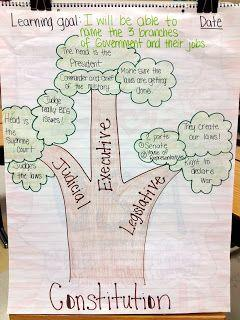 Learning goal: I will be able to
Date
name the 3 branches
of Government and their jobs.
The head is the
President
Commander and Chief
of the military
Make sure the
laws are getting
done.
Judge
really BIG
issues!
Head is
the
Supreme
Court
Judges
the laws
They create
our laws!
2 parts
Senate
House of
Representatives
Right to
declare
war
Judicial
Executive
Legislative
Constitution